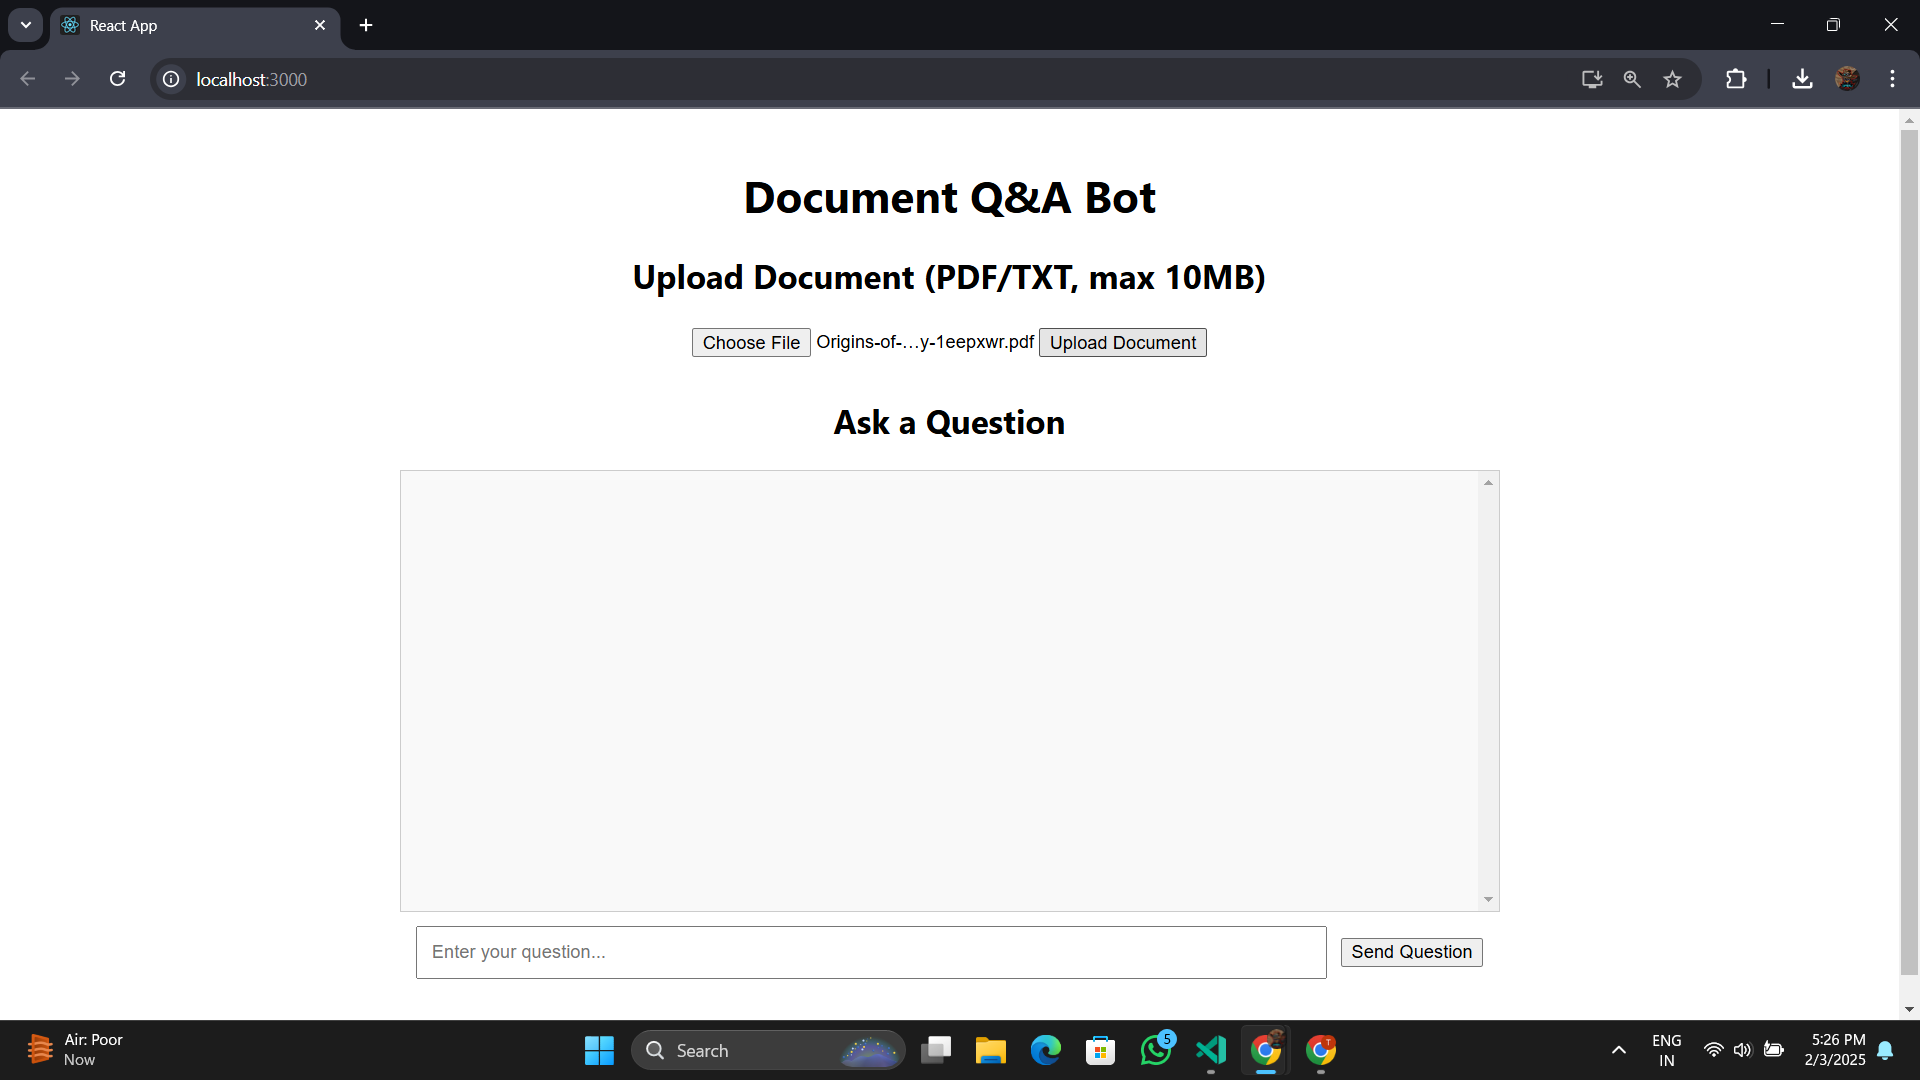 React App
localhost:3000
Document Q&A Bot
Upload Document (PDF/TXT, max 10MB)
Choose File Origins-of-...y-1eepxwr.pdf Upload Document
Ask a Question
Enter your question...
Send Question
Air: Poor
Now
Search
5
T
ENG
IN
5:26 PM
2/3/2025